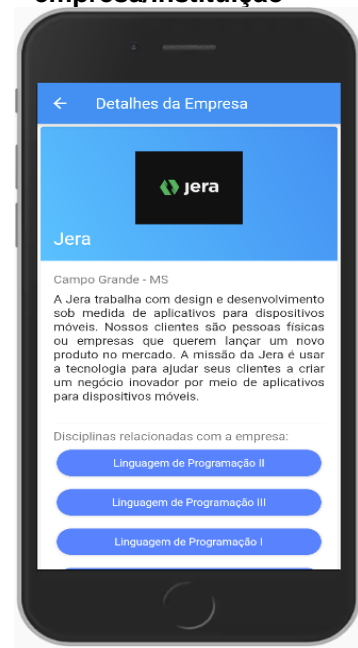 empresa/instituição
Detalhes da Empresa
jera
Jera
Campo Grande - MS
A Jera trabalha com design e desenvolvimento
sob medida de aplicativos para dispositivos
móveis. Nossos clientes são pessoas físicas
ou empresas que querem lançar um novo
produto no mercado. A missão da Jera é usar
a tecnologia para ajudar seus clientes a criar
um negócio inovador por meio de aplicativos
para dispositivos móveis.
Disciplinas relacionadas com a empresa:
Linguagem de Programação II
Linguagem de Programação III
Linguagem de Programação I